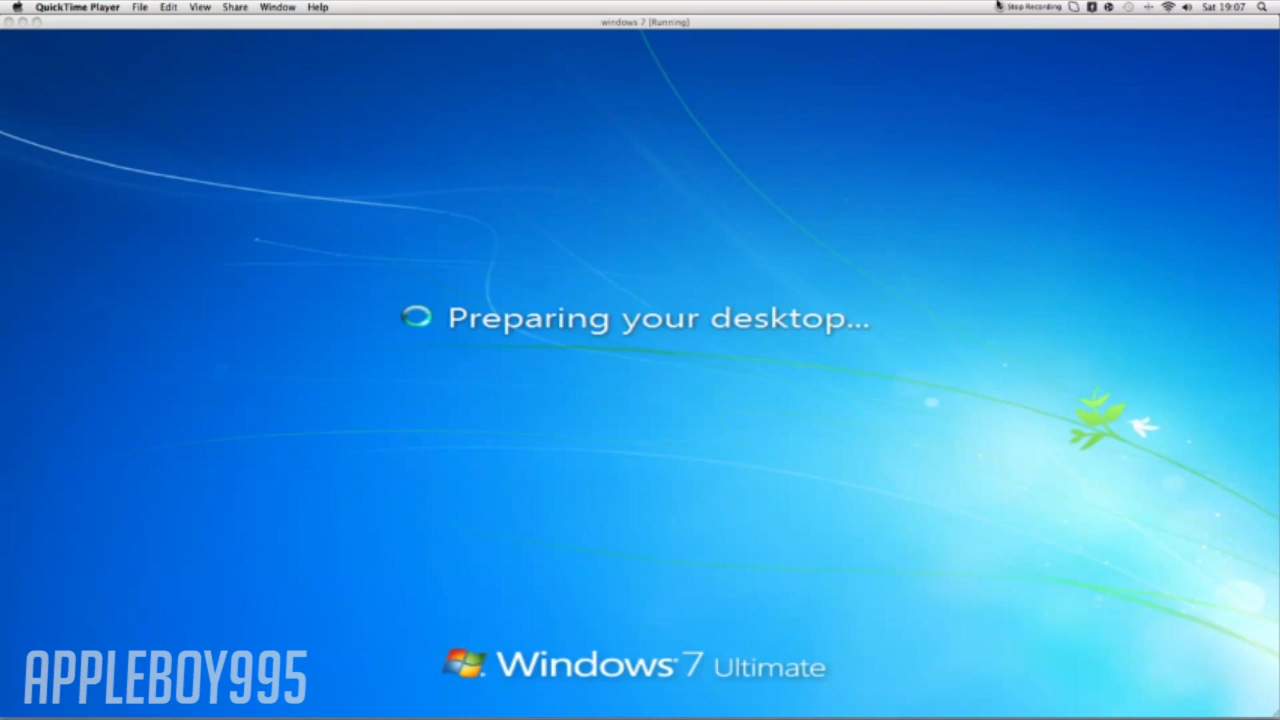 QuickTime Player File Edit View Share Window Help Stop Recording Sat 19:07
windows 7 [Running]
Preparing your desktop...
APPLEBOY995
Windows 7 Ultimate